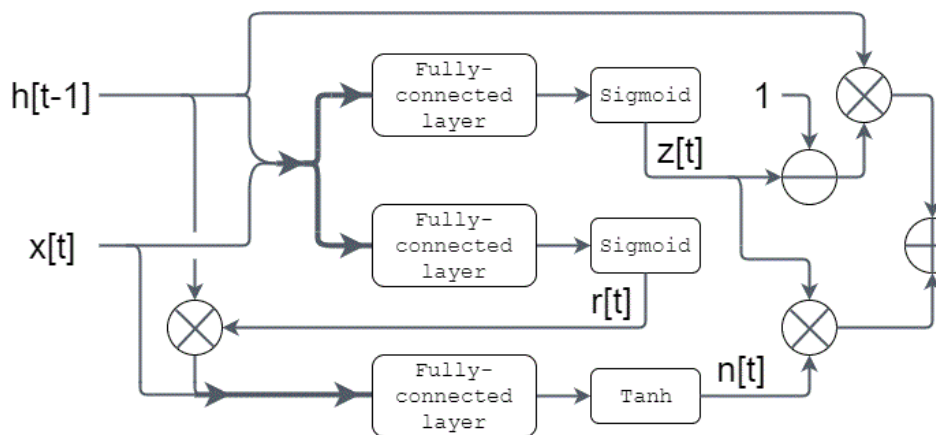 Fully-
connected
layer
Sigmoid
1
h[t-1]
z[t]
Fully-
connected
layer
Sigmoid
x[t]
r[t]
Fully-
connected
layer
Tanh
n[t]